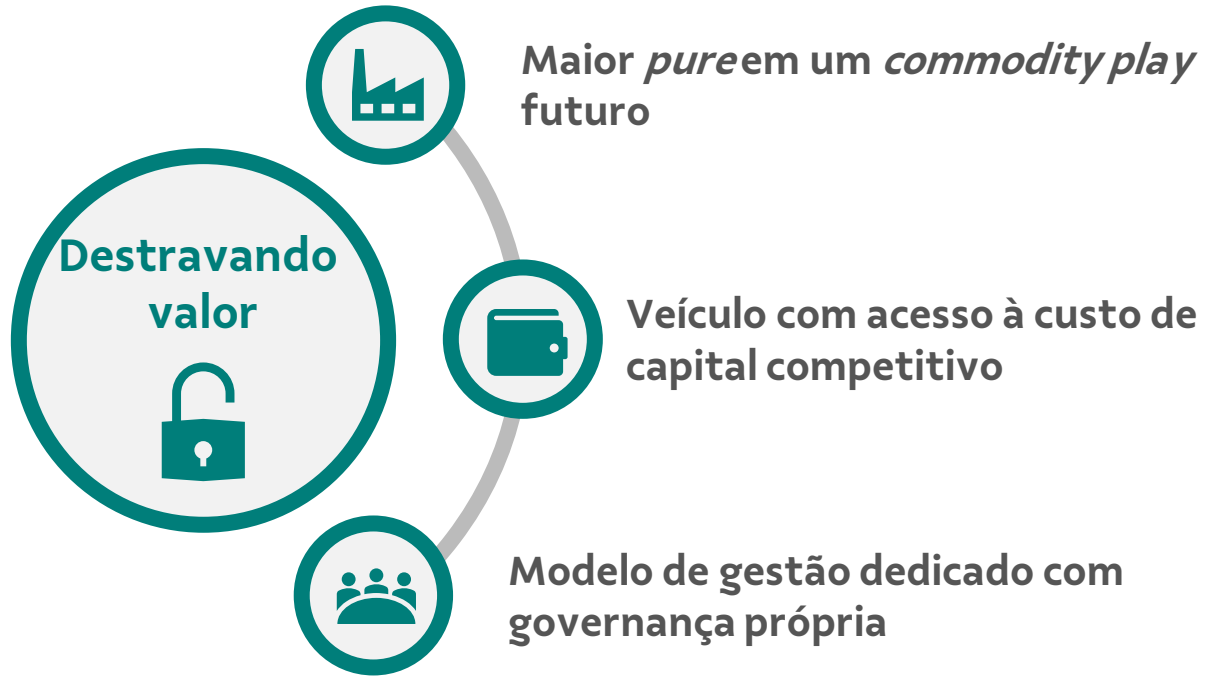 Maior pure em um commodity play
futuro
Destravando
valor
Veículo com acesso à custo de
capital competitivo
Modelo de gestão dedicado com
governança própria